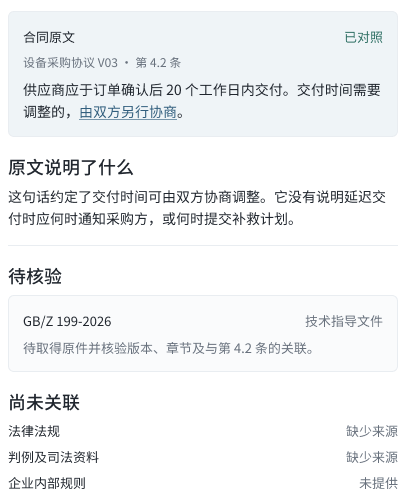 合同原文 已对照
设备采购协议 V03 · 第 4.2 条
供应商应于订单确认后 20 个工作日内交付。交付时间需要
调整的，由双方另行协商。
原文说明了什么
这句话约定了交付时间可由双方协商调整。它没有说明延迟交
付时应何时通知采购方，或何时提交补救计划。
待核验
GB/Z 199-2026 技术指导文件
待取得原件并核验版本、章节及与第 4.2 条的关联。
尚未关联
法律法规 缺少来源
判例及司法资料 缺少来源
企业内部规则 未提供